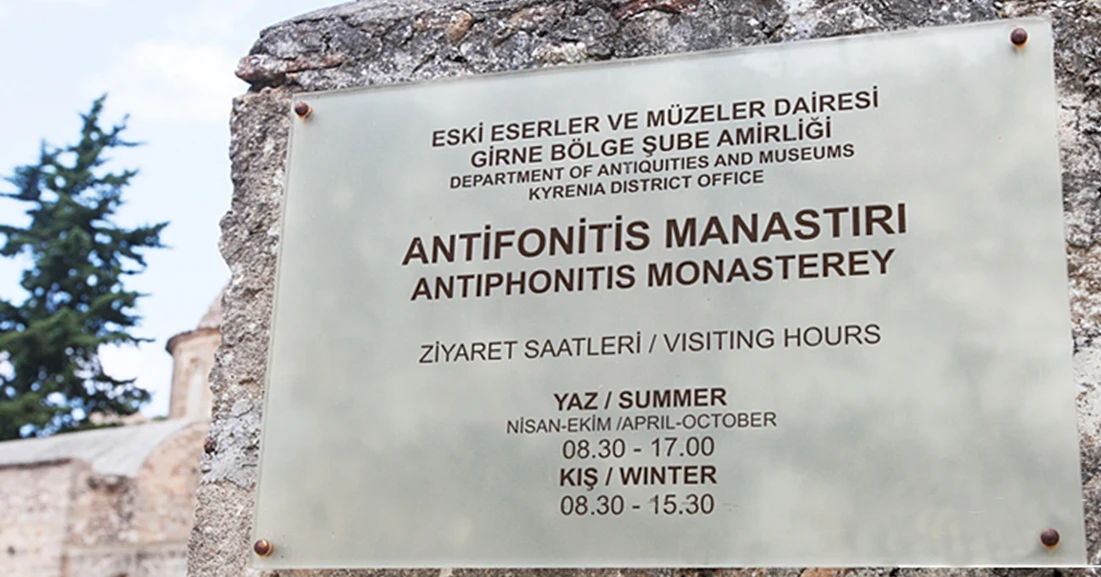 ESKİ ESERLER VE MÜZELER DAİRESİ
GİRNE BÖLGE ŞUBE AMİRLİĞİ
DEPARTMENT OF ANTIQUITIES AND MUSEUMS
KYRENIA DISTRICT OFFICE
ANTİFONİTİS MANASTIRI
ANTIPHONITIS MONASTEREY
ZİYARET SAATLERİ / VISITING HOURS
YAZ / SUMMER
NİSAN-EKİM /APRIL-OCTOBER
08.30 - 17.00
KIŞ / WINTER
08.30 - 15.30